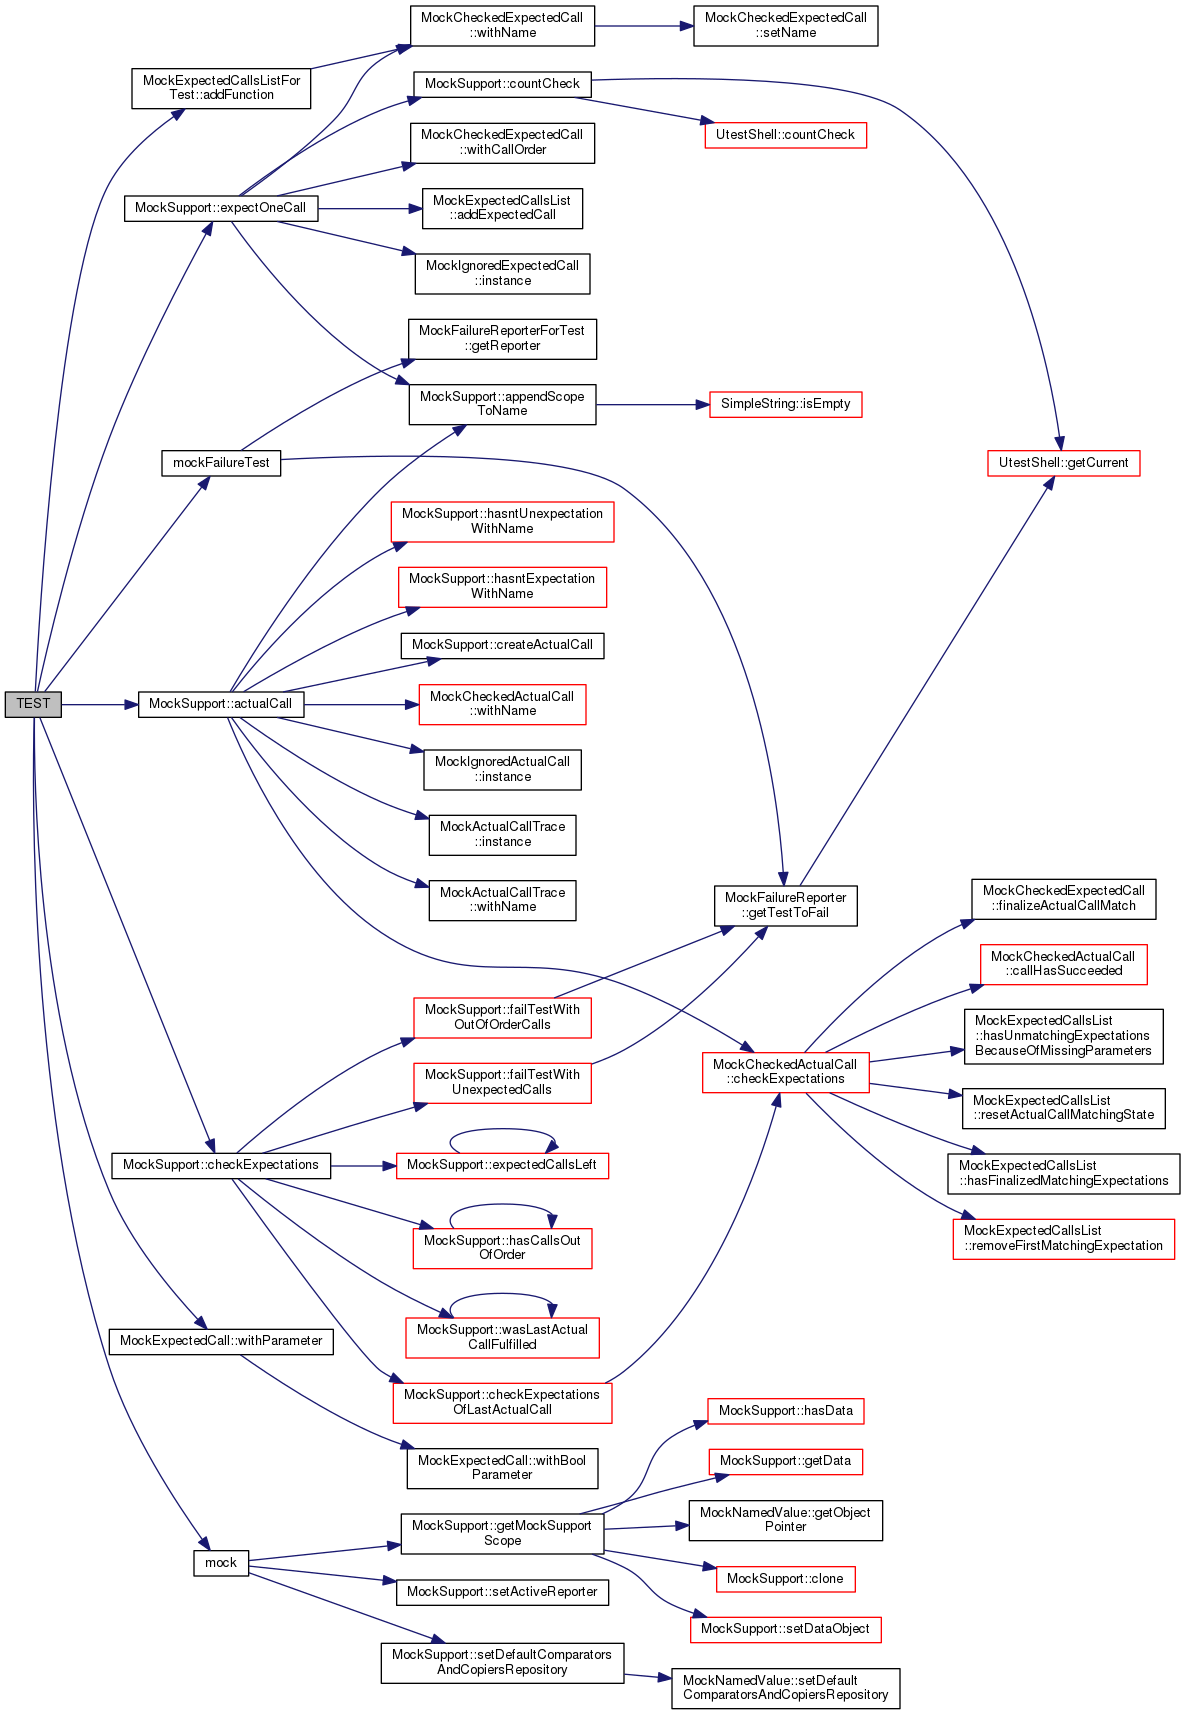 MockCheckedExpectedCall
::withName
MockCheckedExpectedCall
::setName
MockExpectedCallsListFor
Test::addFunction
MockSupport::countCheck
UtestShell::countCheck
MockCheckedExpectedCall
::withCallOrder
MockSupport::expectOneCall
MockExpectedCallsList
::addExpectedCall
MockIgnoredExpectedCall
::instance
MockFailureReporterForTest
::getReporter
MockSupport::appendScope
ToName
SimpleString::isEmpty
mockFailureTest
UtestShell::getCurrent
MockSupport::hasntUnexpectation
WithName
MockSupport::hasntExpectation
WithName
MockSupport::createActualCall
TEST
MockSupport::actualCall
MockCheckedActualCall
::withName
MockIgnoredActualCall
::instance
MockActualCallTrace
::instance
MockActualCallTrace
::withName
MockFailureReporter
::getTestToFail
MockCheckedExpectedCall
::finalizeActualCallMatch
MockCheckedActualCall
::callHasSucceeded
MockSupport::failTestWith
OutOfOrderCalls
MockExpectedCallsList
::hasUnmatchingExpectations
BecauseOfMissingParameters
MockCheckedActualCall
::checkExpectations
MockSupport::failTestWith
UnexpectedCalls
MockExpectedCallsList
::resetActualCallMatchingState
MockSupport::checkExpectations
MockSupport::expectedCallsLeft
MockExpectedCallsList
::hasFinalizedMatchingExpectations
MockSupport::hasCallsOut
OfOrder
MockExpectedCallsList
::removeFirstMatchingExpectation
MockSupport::wasLastActual
CallFulfilled
MockExpectedCall::withParameter
MockSupport::checkExpectations
OfLastActualCall
MockSupport::hasData
MockExpectedCall::withBool
Parameter
MockSupport::getData
MockSupport::getMockSupport
Scope
MockNamedValue::getObject
Pointer
mock
MockSupport::clone
MockSupport::setActiveReporter
MockSupport::setDataObject
MockSupport::setDefaultComparators
AndCopiersRepository
MockNamedValue::setDefault
ComparatorsAndCopiersRepository